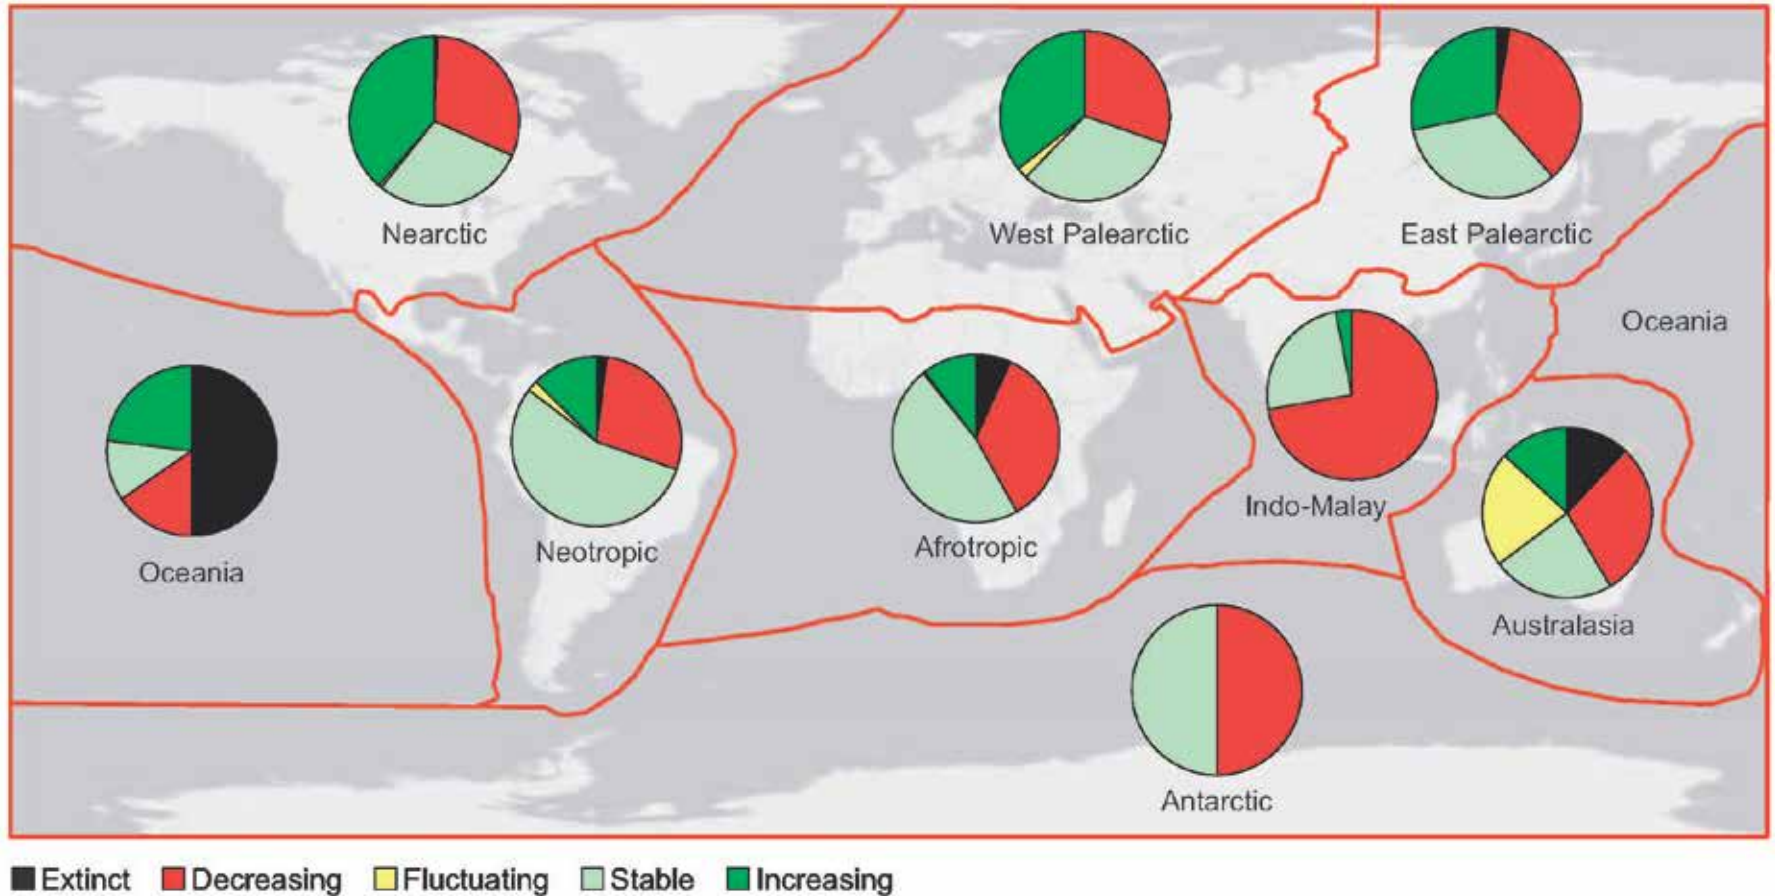 Nearctic
West Palearctic
East Palearctic
Oceania
Oceania
Neotropic
Afrotropic
Indo-Malay
Australasia
Antarctic
Extinct Decreasing Fluctuating Stable Increasing